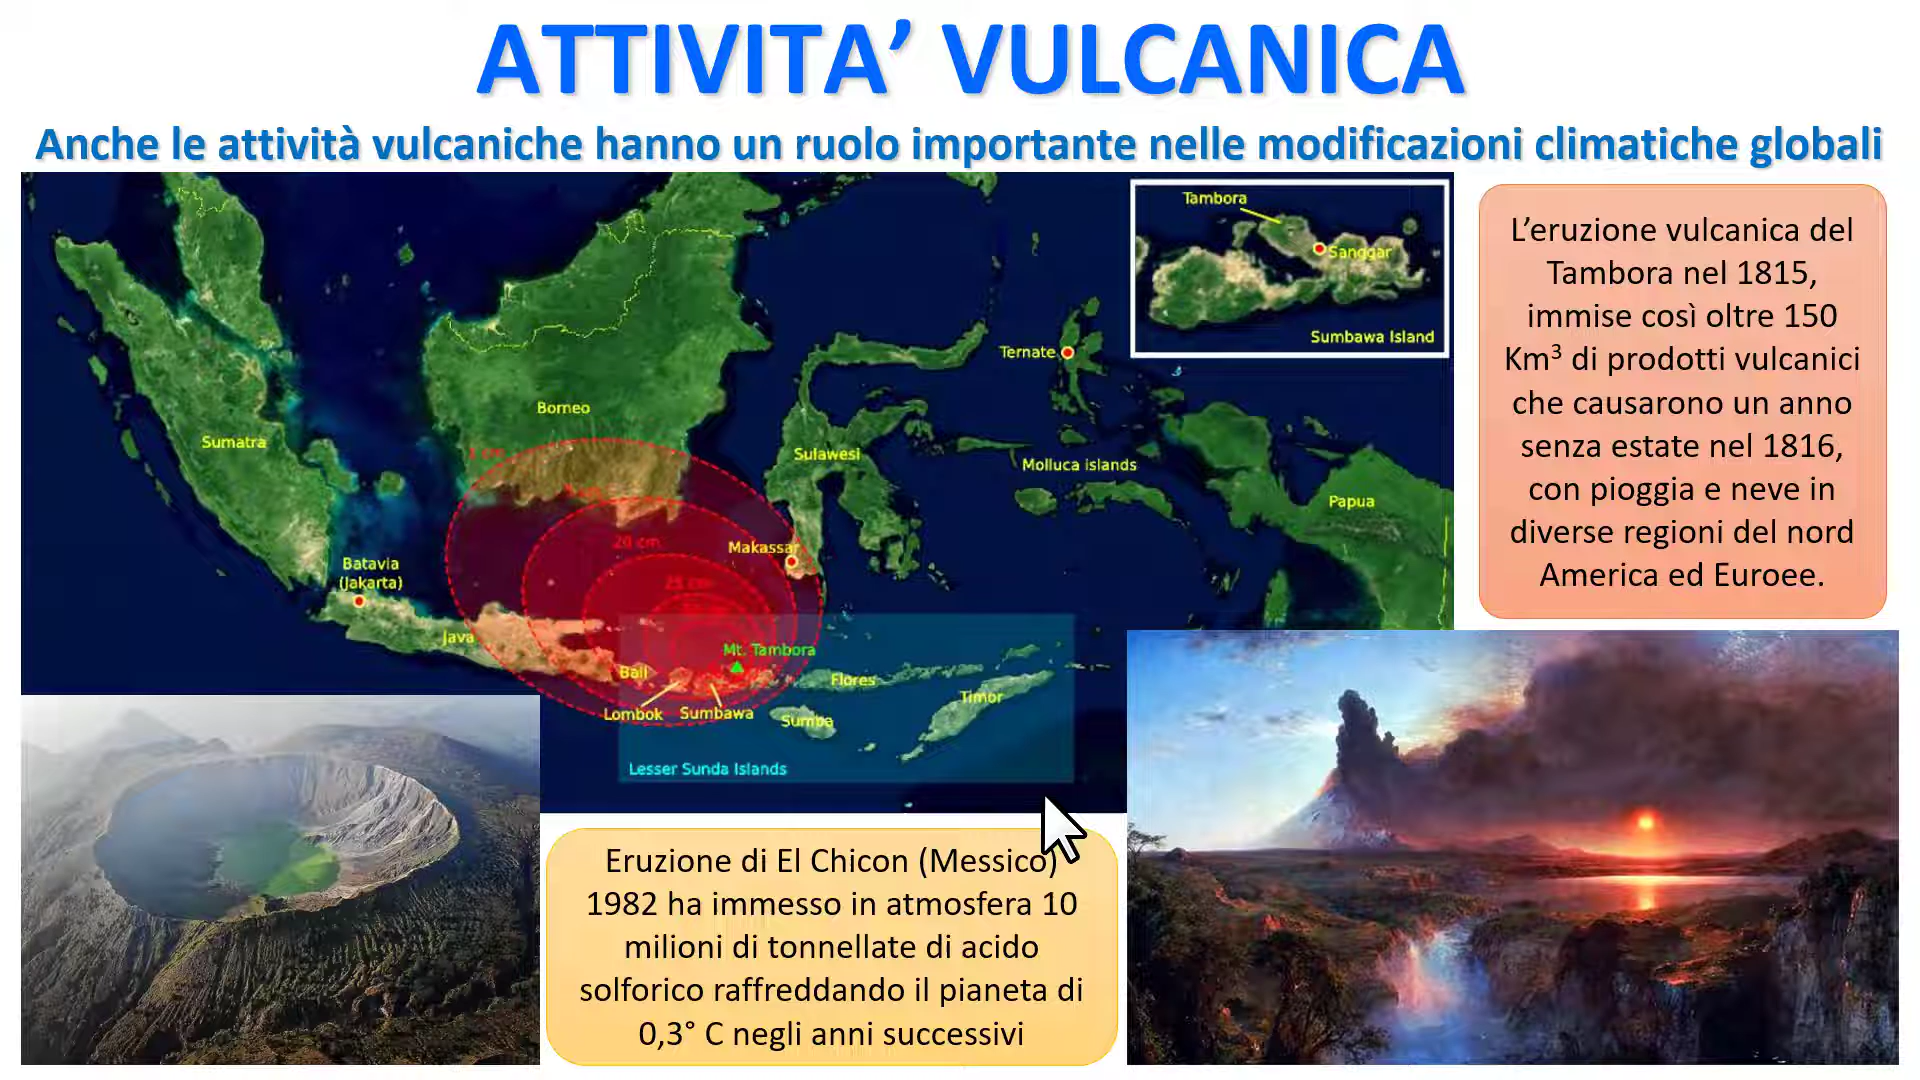 ATTIVITA’ VULCANICA
Anche le attività vulcaniche hanno un ruolo importante nelle modificazioni climatiche globali
Tambora
Sanggar
Sumbawa Island
L’eruzione vulcanica del
Tambora nel 1815,
immise così oltre 150
Km³ di prodotti vulcanici
che causarono un anno
senza estate nel 1816,
con pioggia e neve in
diverse regioni del nord
America ed Euroee.
Ternate
Borneo
Sumatra
Sulawesi
Molluca islands
Papua
20 cm
25 cm
Makassar
Batavia
(Jakarta)
Java
Mt. Tambora
Bali
Flores
Timor
Lombok
Sumbawa
Sumba
Lesser Sunda Islands
Eruzione di El Chicon (Messico)
1982 ha immesso in atmosfera 10
milioni di tonnellate di acido
solforico raffreddando il pianeta di
0,3° C negli anni successivi